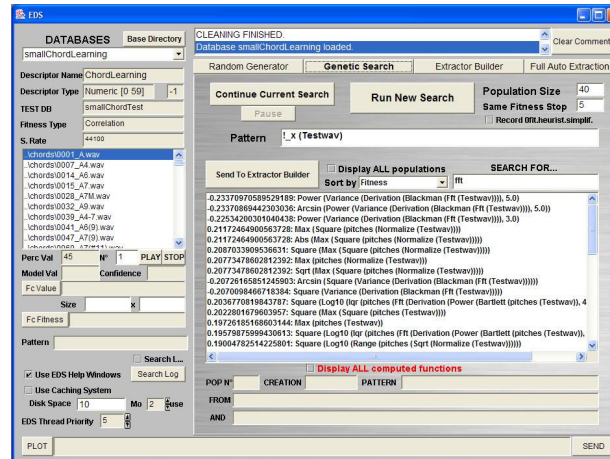 EDS
DATABASES
Base Directory
smallChordLearning
Descriptor Name ChordLearning
Descriptor Type Numeric [0 59] -1
TEST DB smallChordTest
Fitness Type Correlation
S. Rate 44100
..\chords\0001_A.wav
..\chords\0007_A4.wav
..\chords\0014_A6.wav
..\chords\0015_A7.wav
..\chords\0028_A7M.wav
..\chords\0032_A9.wav
..\chords\0039_A4-7.wav
..\chords\0041_A6(9).wav
..\chords\0047_A7(9).wav
..\chords\0069_A7(#11).wav
Perc Val 45 N° 1 PLAY STOP
Model Val Confidence
Fc Value
Size x
Fc Fitness
Pattern
Search L...
Use EDS Help Windows Search Log
Use Caching System
Disk Space 10 Mo 2 use
EDS Thread Priority 5
PLOT
CLEANING FINISHED.
Database smallChordLearning loaded.
Clear Comment
Random Generator Genetic Search Extractor Builder Full Auto Extraction
Continue Current Search
Pause
Run New Search
Population Size 40
Same Fitness Stop 5
Record 0fit.heurist.simplif.
Pattern !_x (Testwav)
Send To Extractor Builder
Display ALL populations
SEARCH FOR...
Sort by Fitness fft
-0.23370970589529189: Power (Variance (Derivation (Blackman (Fft (Testwav)))), 5.0)
-0.23370869442303036: Arcsin (Power (Variance (Derivation (Blackman (Fft (Testwav)))), 5.0))
-0.22534200301040438: Power (Variance (Derivation (Blackman (Fft (Testwav)))), 3.0)
0.21172464900563728: Max (Square (pitches (Normalize (Testwav))))
0.21172464900563728: Abs (Max (Square (pitches (Normalize (Testwav)))))
0.2087033909536631: Square (Max (pitches (Normalize (Testwav))))
0.20773478602812392: Max (pitches (Normalize (Testwav)))
0.20773478602812392: Sqrt (Max (Square (pitches (Normalize (Testwav)))))
-0.20726165851245903: Arcsin (Square (Variance (Derivation (Blackman (Fft (Testwav))))))
-0.2070098466718384: Square (Variance (Derivation (Blackman (Fft (Testwav)))))
0.2036770819843787: Square (Log10 (Iqr (pitches (Fft (Derivation (Power (Bartlett (pitches (Testwav)), 4
0.2022801679603957: Square (Max (Square (pitches (Testwav))))
0.19726185168603144: Max (pitches (Testwav))
0.1957987599943​0613: Square (Log10 (Iqr (pitches (Fft (Derivation (Power (Bartlett (pitches (Testwav)),
0.19004782514225801: Square (Log10 (Range (pitches (Sqrt (Normalize (Testwav))))))
Display ALL computed functions
POP N° CREATION PATTERN
FROM
AND
SEND